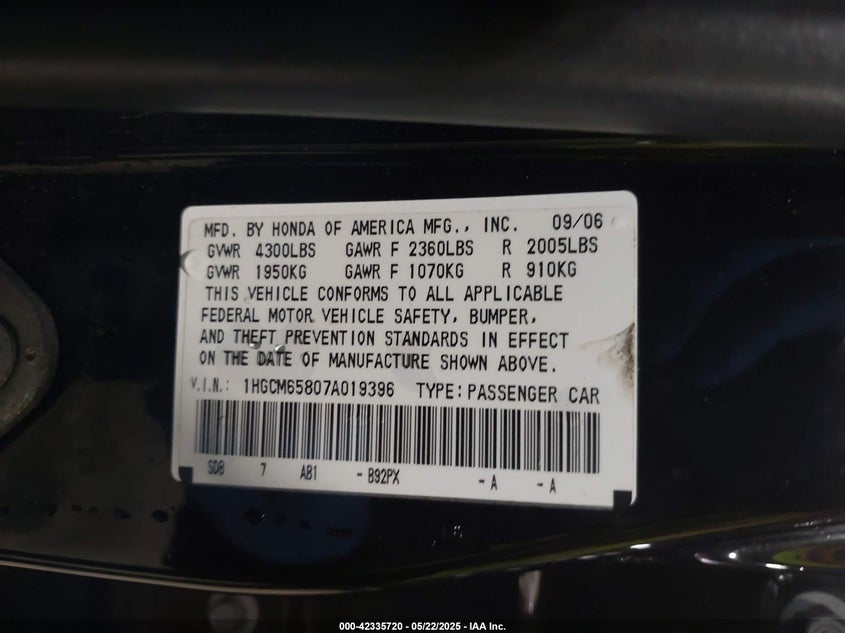 MFD. BY HONDA OF AMERICA MFG., INC. 09/06
GVWR 4300LBS GAWR F 2360LBS R 2005LBS
GVWR 1950KG GAWR F 1070KG R 910KG
THIS VEHICLE CONFORMS TO ALL APPLICABLE
FEDERAL MOTOR VEHICLE SAFETY, BUMPER,
AND THEFT PREVENTION STANDARDS IN EFFECT
ON THE DATE OF MANUFACTURE SHOWN ABOVE.
V.I.N.: 1HGCM65807A019396 TYPE: PASSENGER CAR
SDB 7 AB1 - B92PX - A - A
000-42335720 - 05/22/2025 - IAA Inc.